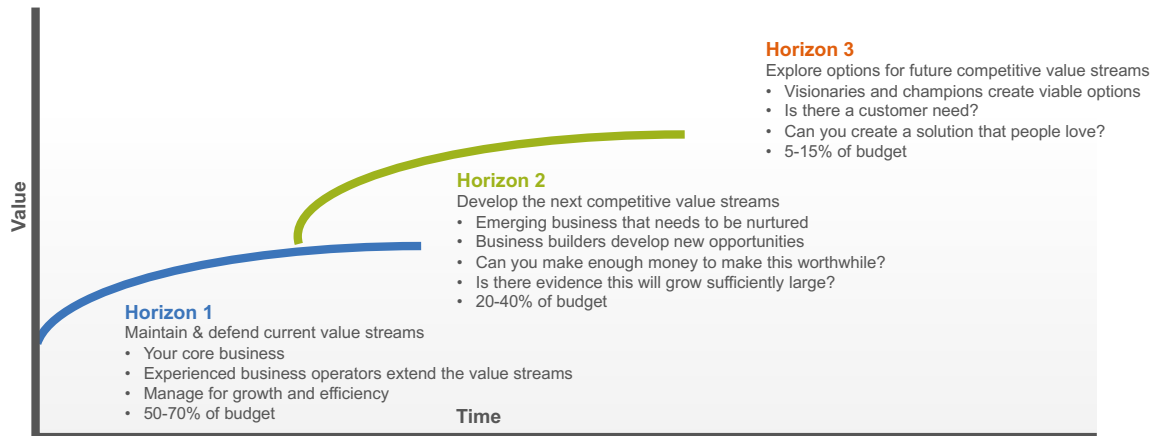 Horizon 3
Explore options for future competitive value streams
• Visionaries and champions create viable options
• Is there a customer need?
• Can you create a solution that people love?
• 5-15% of budget
Horizon 2
Develop the next competitive value streams
• Emerging business that needs to be nurtured
• Business builders develop new opportunities
• Can you make enough money to make this worthwhile?
• Is there evidence this will grow sufficiently large?
• 20-40% of budget
Value
Horizon 1
Maintain & defend current value streams
• Your core business
• Experienced business operators extend the value streams
• Manage for growth and efficiency
• 50-70% of budget
Time